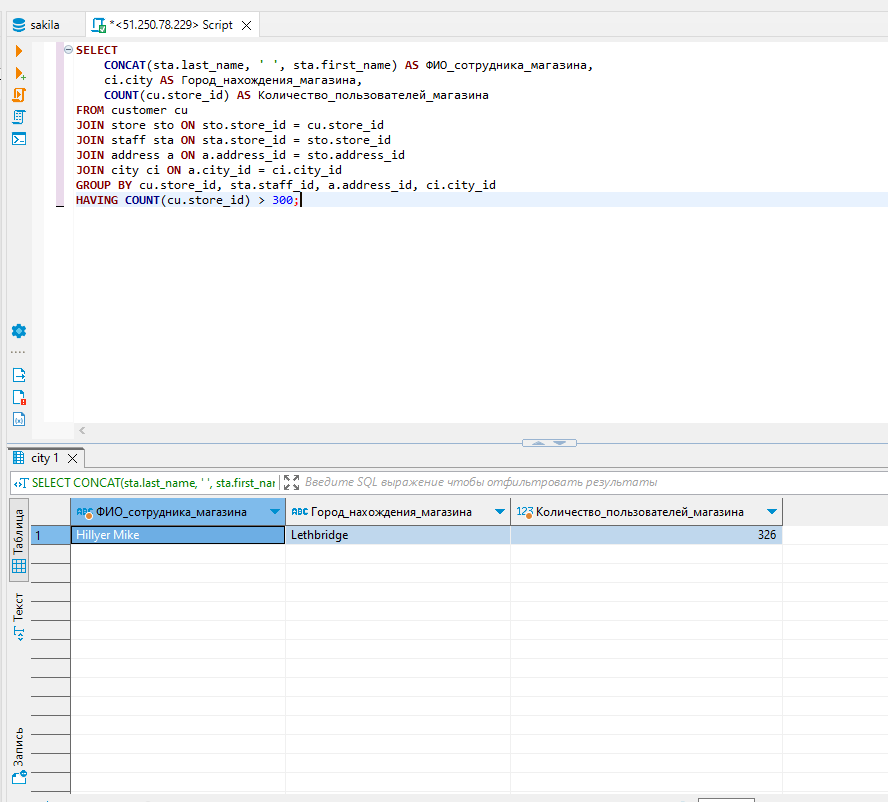 sakila
*<51.250.78.229> Script
SELECT
CONCAT(sta.last_name, ' ', sta.first_name) AS ФИО_сотрудника_магазина,
ci.city AS Город_нахождения_магазина,
COUNT(cu.store_id) AS Количество_пользователей_магазина
FROM customer cu
JOIN store sto ON sto.store_id = cu.store_id
JOIN staff sta ON sta.store_id = sto.store_id
JOIN address a ON a.address_id = sto.address_id
JOIN city ci ON a.city_id = ci.city_id
GROUP BY cu.store_id, sta.staff_id, a.address_id, ci.city_id
HAVING COUNT(cu.store_id) > 300;
city 1
SELECT CONCAT(sta.last_name, ' ', sta.first_nar
Введите SQL выражение чтобы отфильтровать результаты
ABC ФИО_сотрудника_магазина ABC Город_нахождения_магазина 123 Количество_пользователей_магазина
1 Hillyer Mike Lethbridge 326
Таблица
Текст
Запись